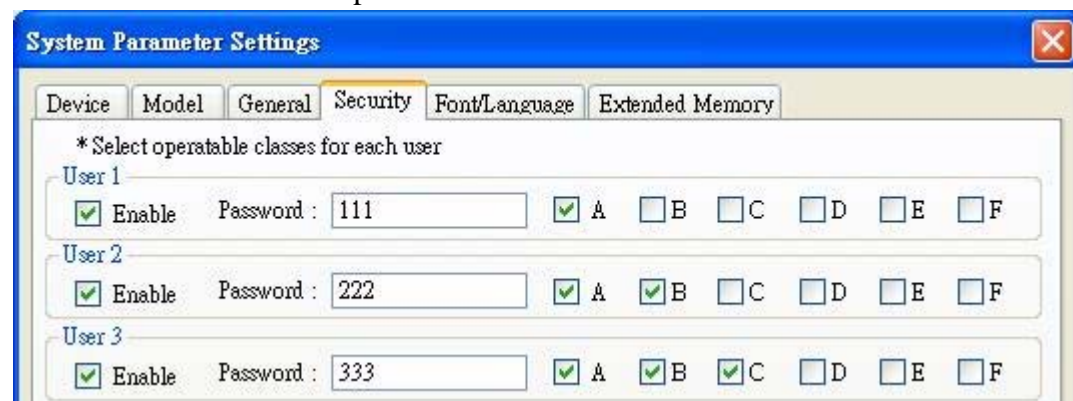 System Parameter Settings
Device Model General Security Font/Language Extended Memory
* Select operatable classes for each user
User 1
Enable Password : 111 A B C D E F
User 2
Enable Password : 222 A B C D E F
User 3
Enable Password : 333 A B C D E F